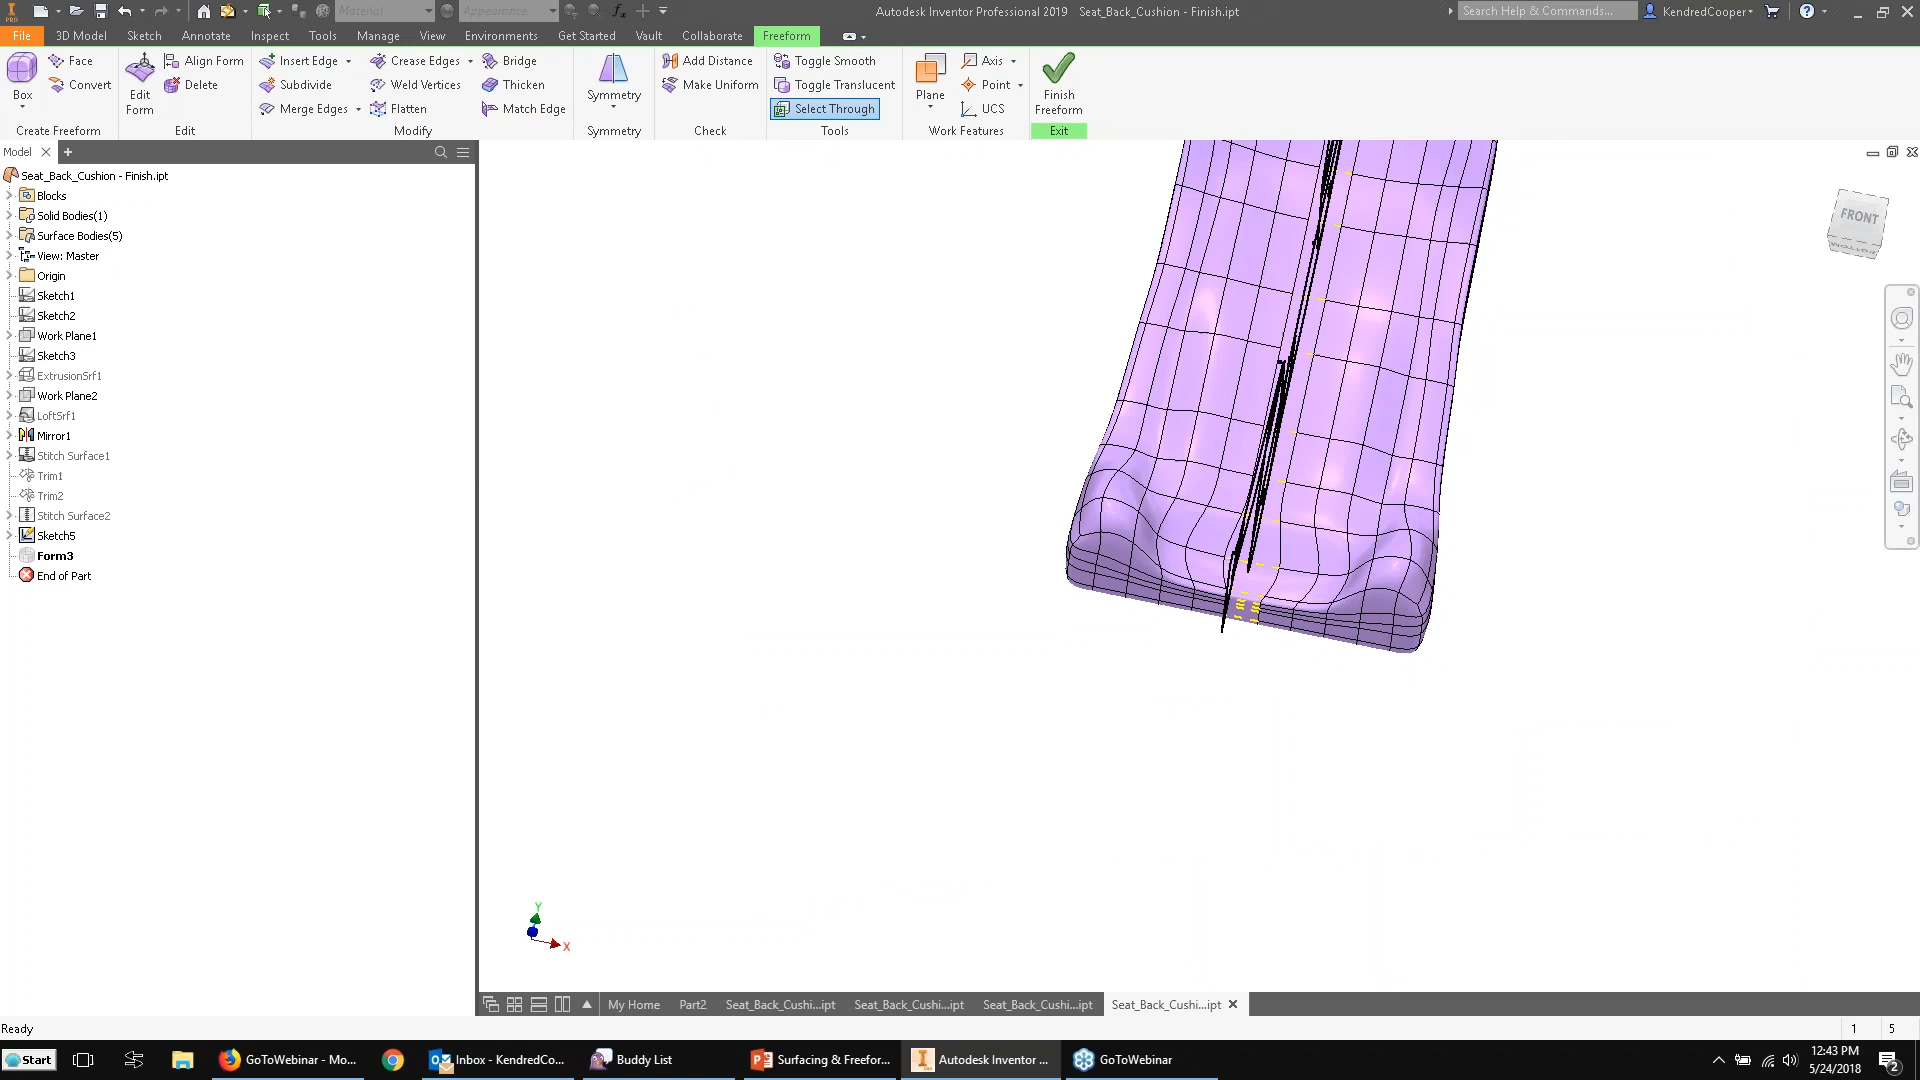 PRO
Material
Appearance
fx
Autodesk Inventor Professional 2019 Seat_Back_Cushion - Finish.ipt
Search Help & Commands...
KendredCooper
File 3D Model Sketch Annotate Inspect Tools Manage View Environments Get Started Vault Collaborate Freeform
Box
Face
Convert
Create Freeform
Edit Form
Align Form
Delete
Edit
Insert Edge
Subdivide
Merge Edges
Crease Edges
Weld Vertices
Flatten
Bridge
Thicken
Match Edge
Modify
Symmetry
Symmetry
Add Distance
Make Uniform
Check
Toggle Smooth
Toggle Translucent
Select Through
Tools
Plane
Axis
Point
UCS
Work Features
Finish Freeform
Exit
Model
Seat_Back_Cushion - Finish.ipt
Blocks
Solid Bodies(1)
Surface Bodies(5)
View: Master
Origin
Sketch1
Sketch2
Work Plane1
Sketch3
ExtrusionSrf1
Work Plane2
LoftSrf1
Mirror1
Stitch Surface1
Trim1
Trim2
Stitch Surface2
Sketch5
Form3
End of Part
FRONT
BOTTOM
Y
X
My Home Part2 Seat_Back_Cushi...ipt Seat_Back_Cushi...ipt Seat_Back_Cushi...ipt Seat_Back_Cushi...ipt
Ready
1 5
Start
GoToWebinar - Mo...
Inbox - KendredCo...
Buddy List
Surfacing & Freefor...
Autodesk Inventor ...
GoToWebinar
12:43 PM
5/24/2018
2